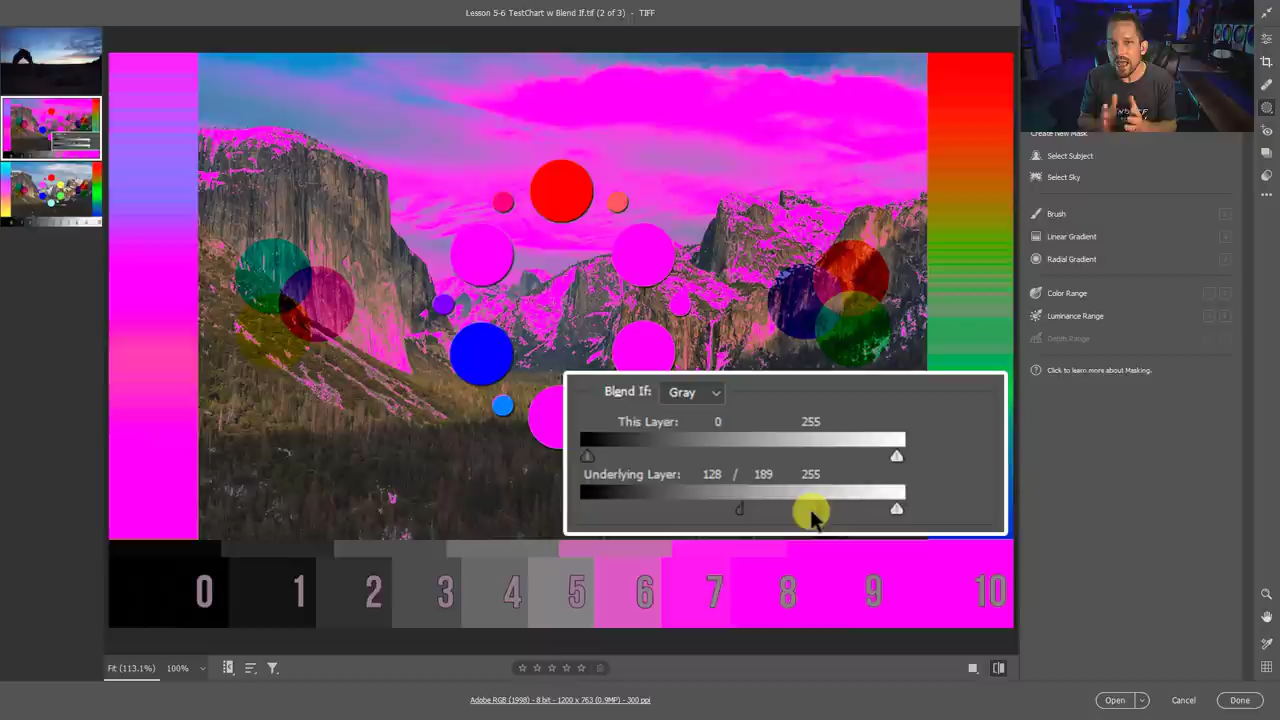 Lesson 5-6 TestChart w Blend If.tif (2 of 3) - TIFF
Create New Mask
Select Subject
Select Sky
Brush
Linear Gradient
Radial Gradient
Color Range
Luminance Range
Depth Range
Click to learn more about Masking.
Blend If: Gray
This Layer: 0 255
Underlying Layer: 128 / 189 255
0 1 2 3 4 5 6 7 8 9 10
Fit (113.1%) 100%
Adobe RGB (1998) - 8 bit - 1200 x 763 (0.9MP) - 300 ppi
Open Cancel Done